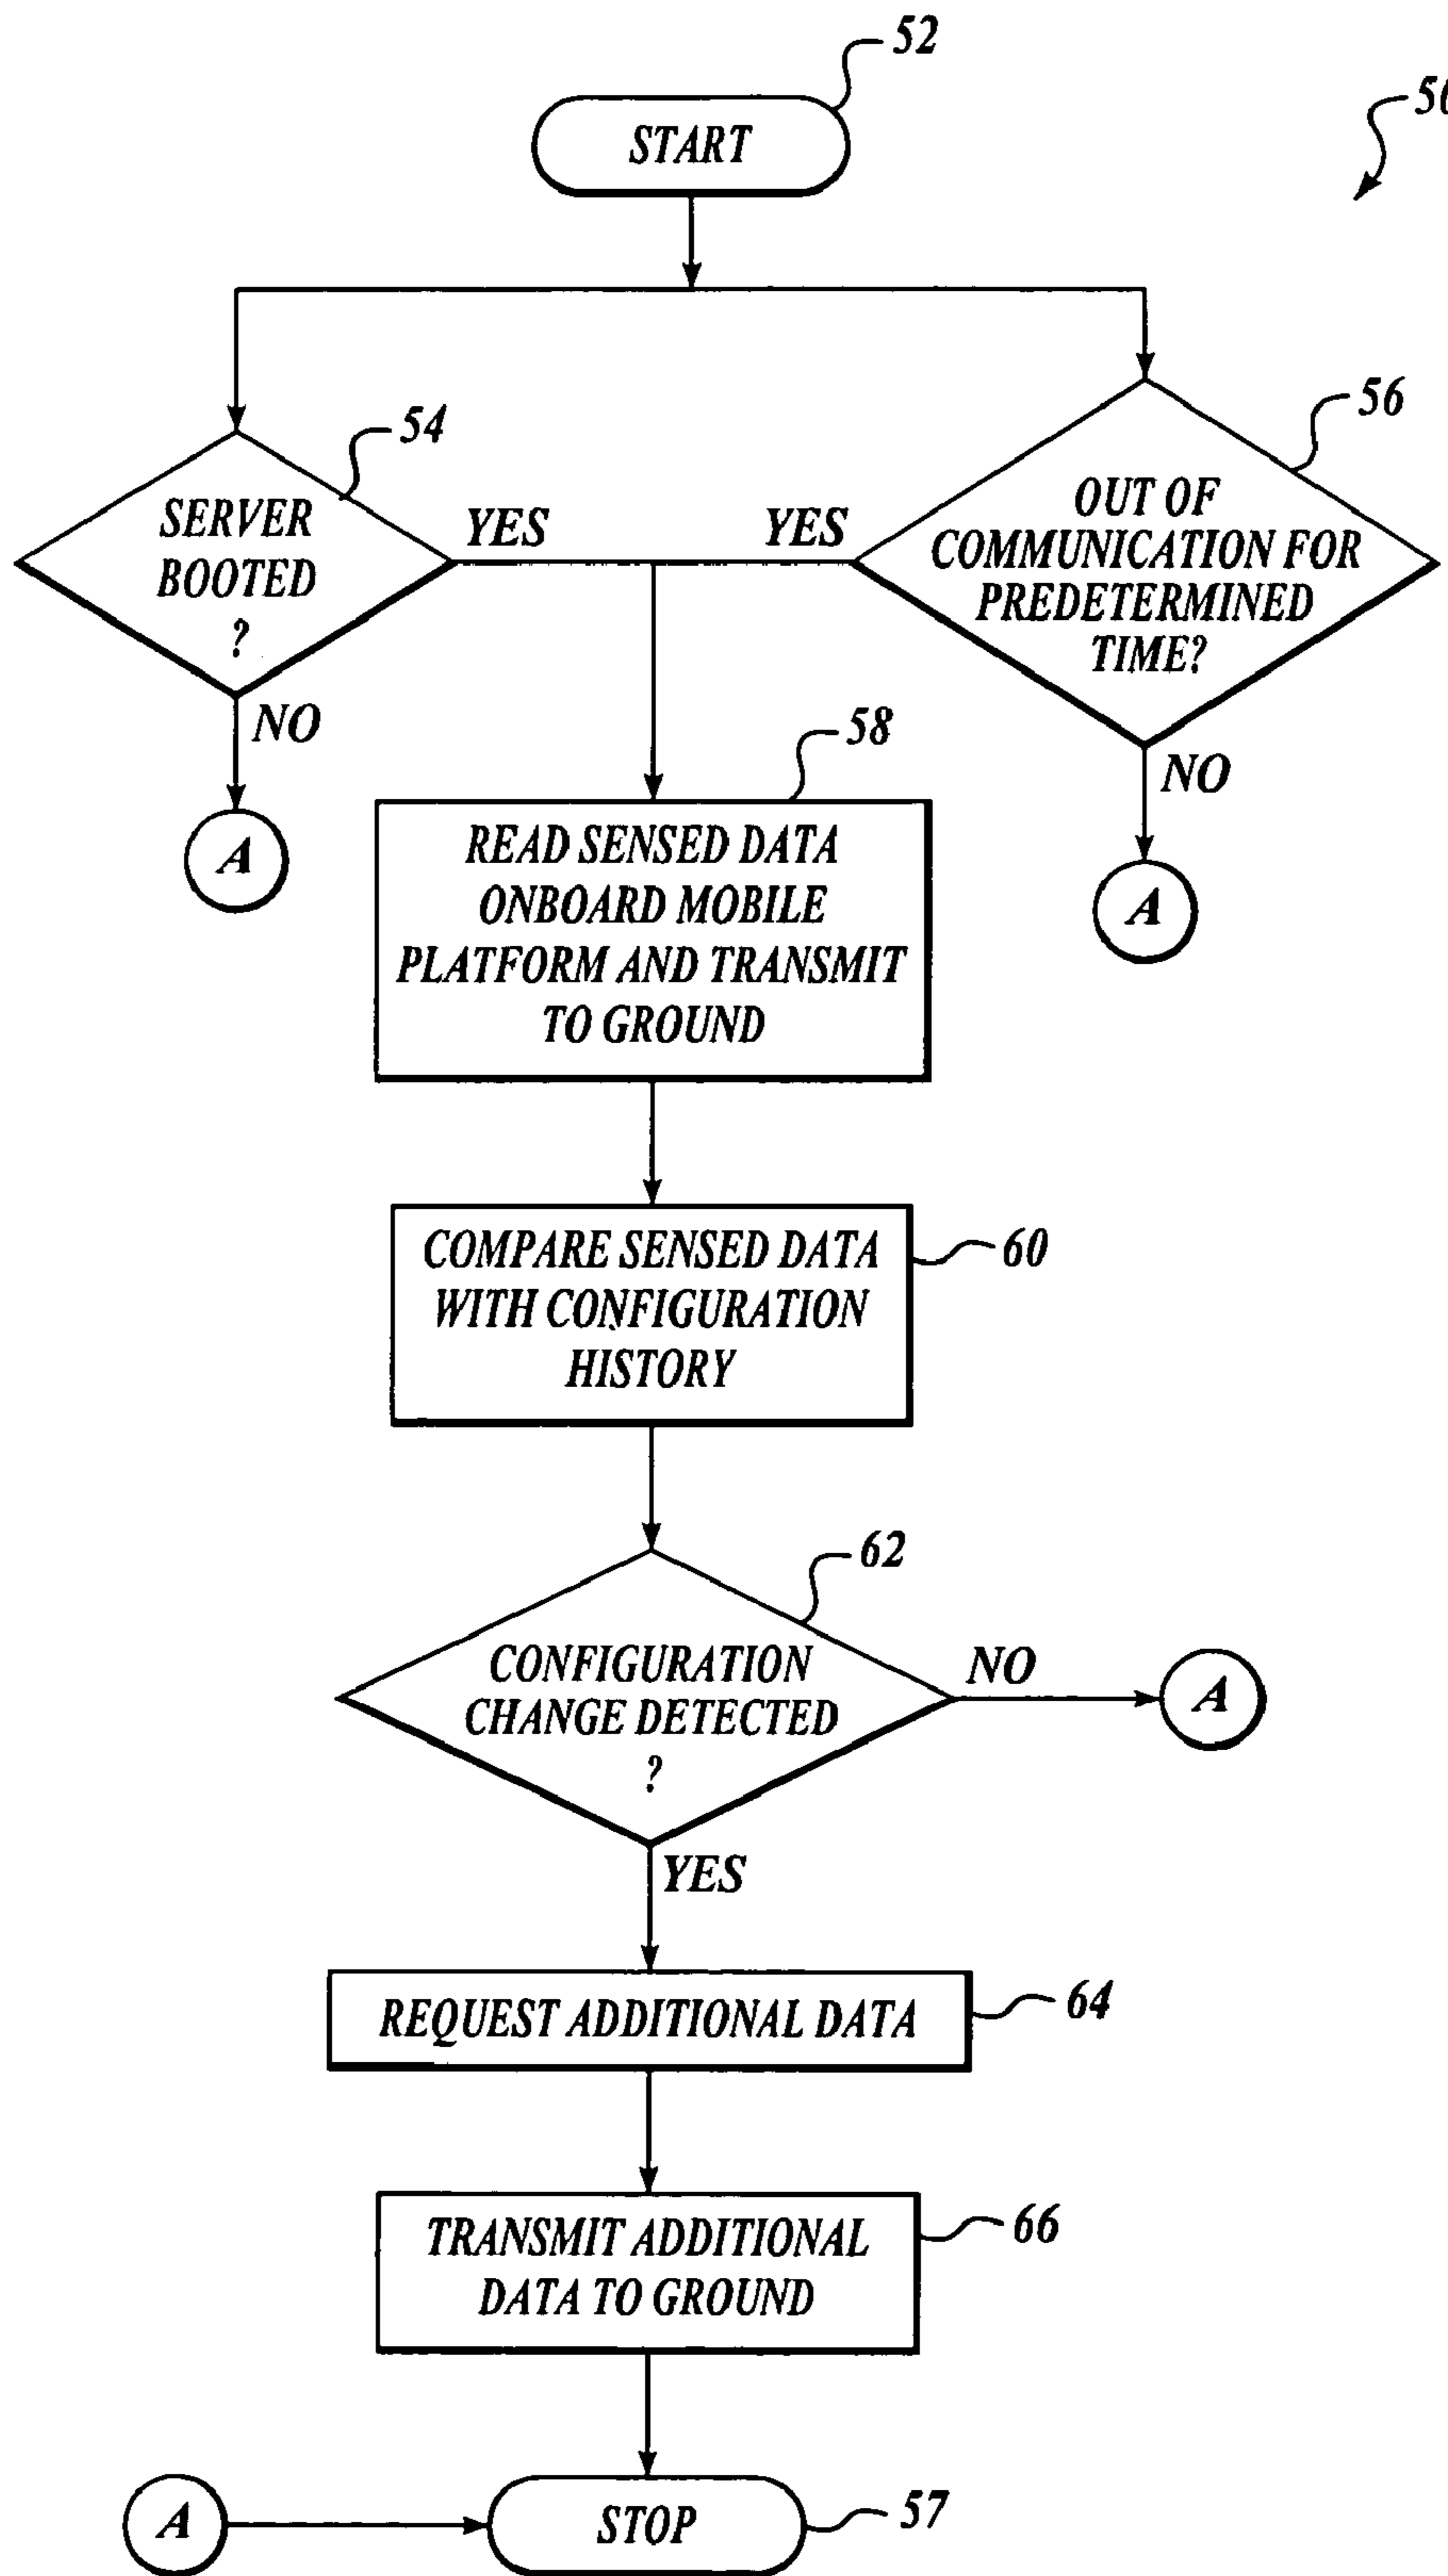 52
START
54
SERVER
BOOTED
?
YES
YES
56
OUT OF
COMMUNICATION FOR
PREDETERMINED
TIME?
NO
A
NO
A
58
READ SENSED DATA
ONBOARD MOBILE
PLATFORM AND TRANSMIT
TO GROUND
COMPARE SENSED DATA
WITH CONFIGURATION
HISTORY
60
62
CONFIGURATION
CHANGE DETECTED
?
NO
A
YES
REQUEST ADDITIONAL DATA
64
TRANSMIT ADDITIONAL
DATA TO GROUND
66
A
STOP
57